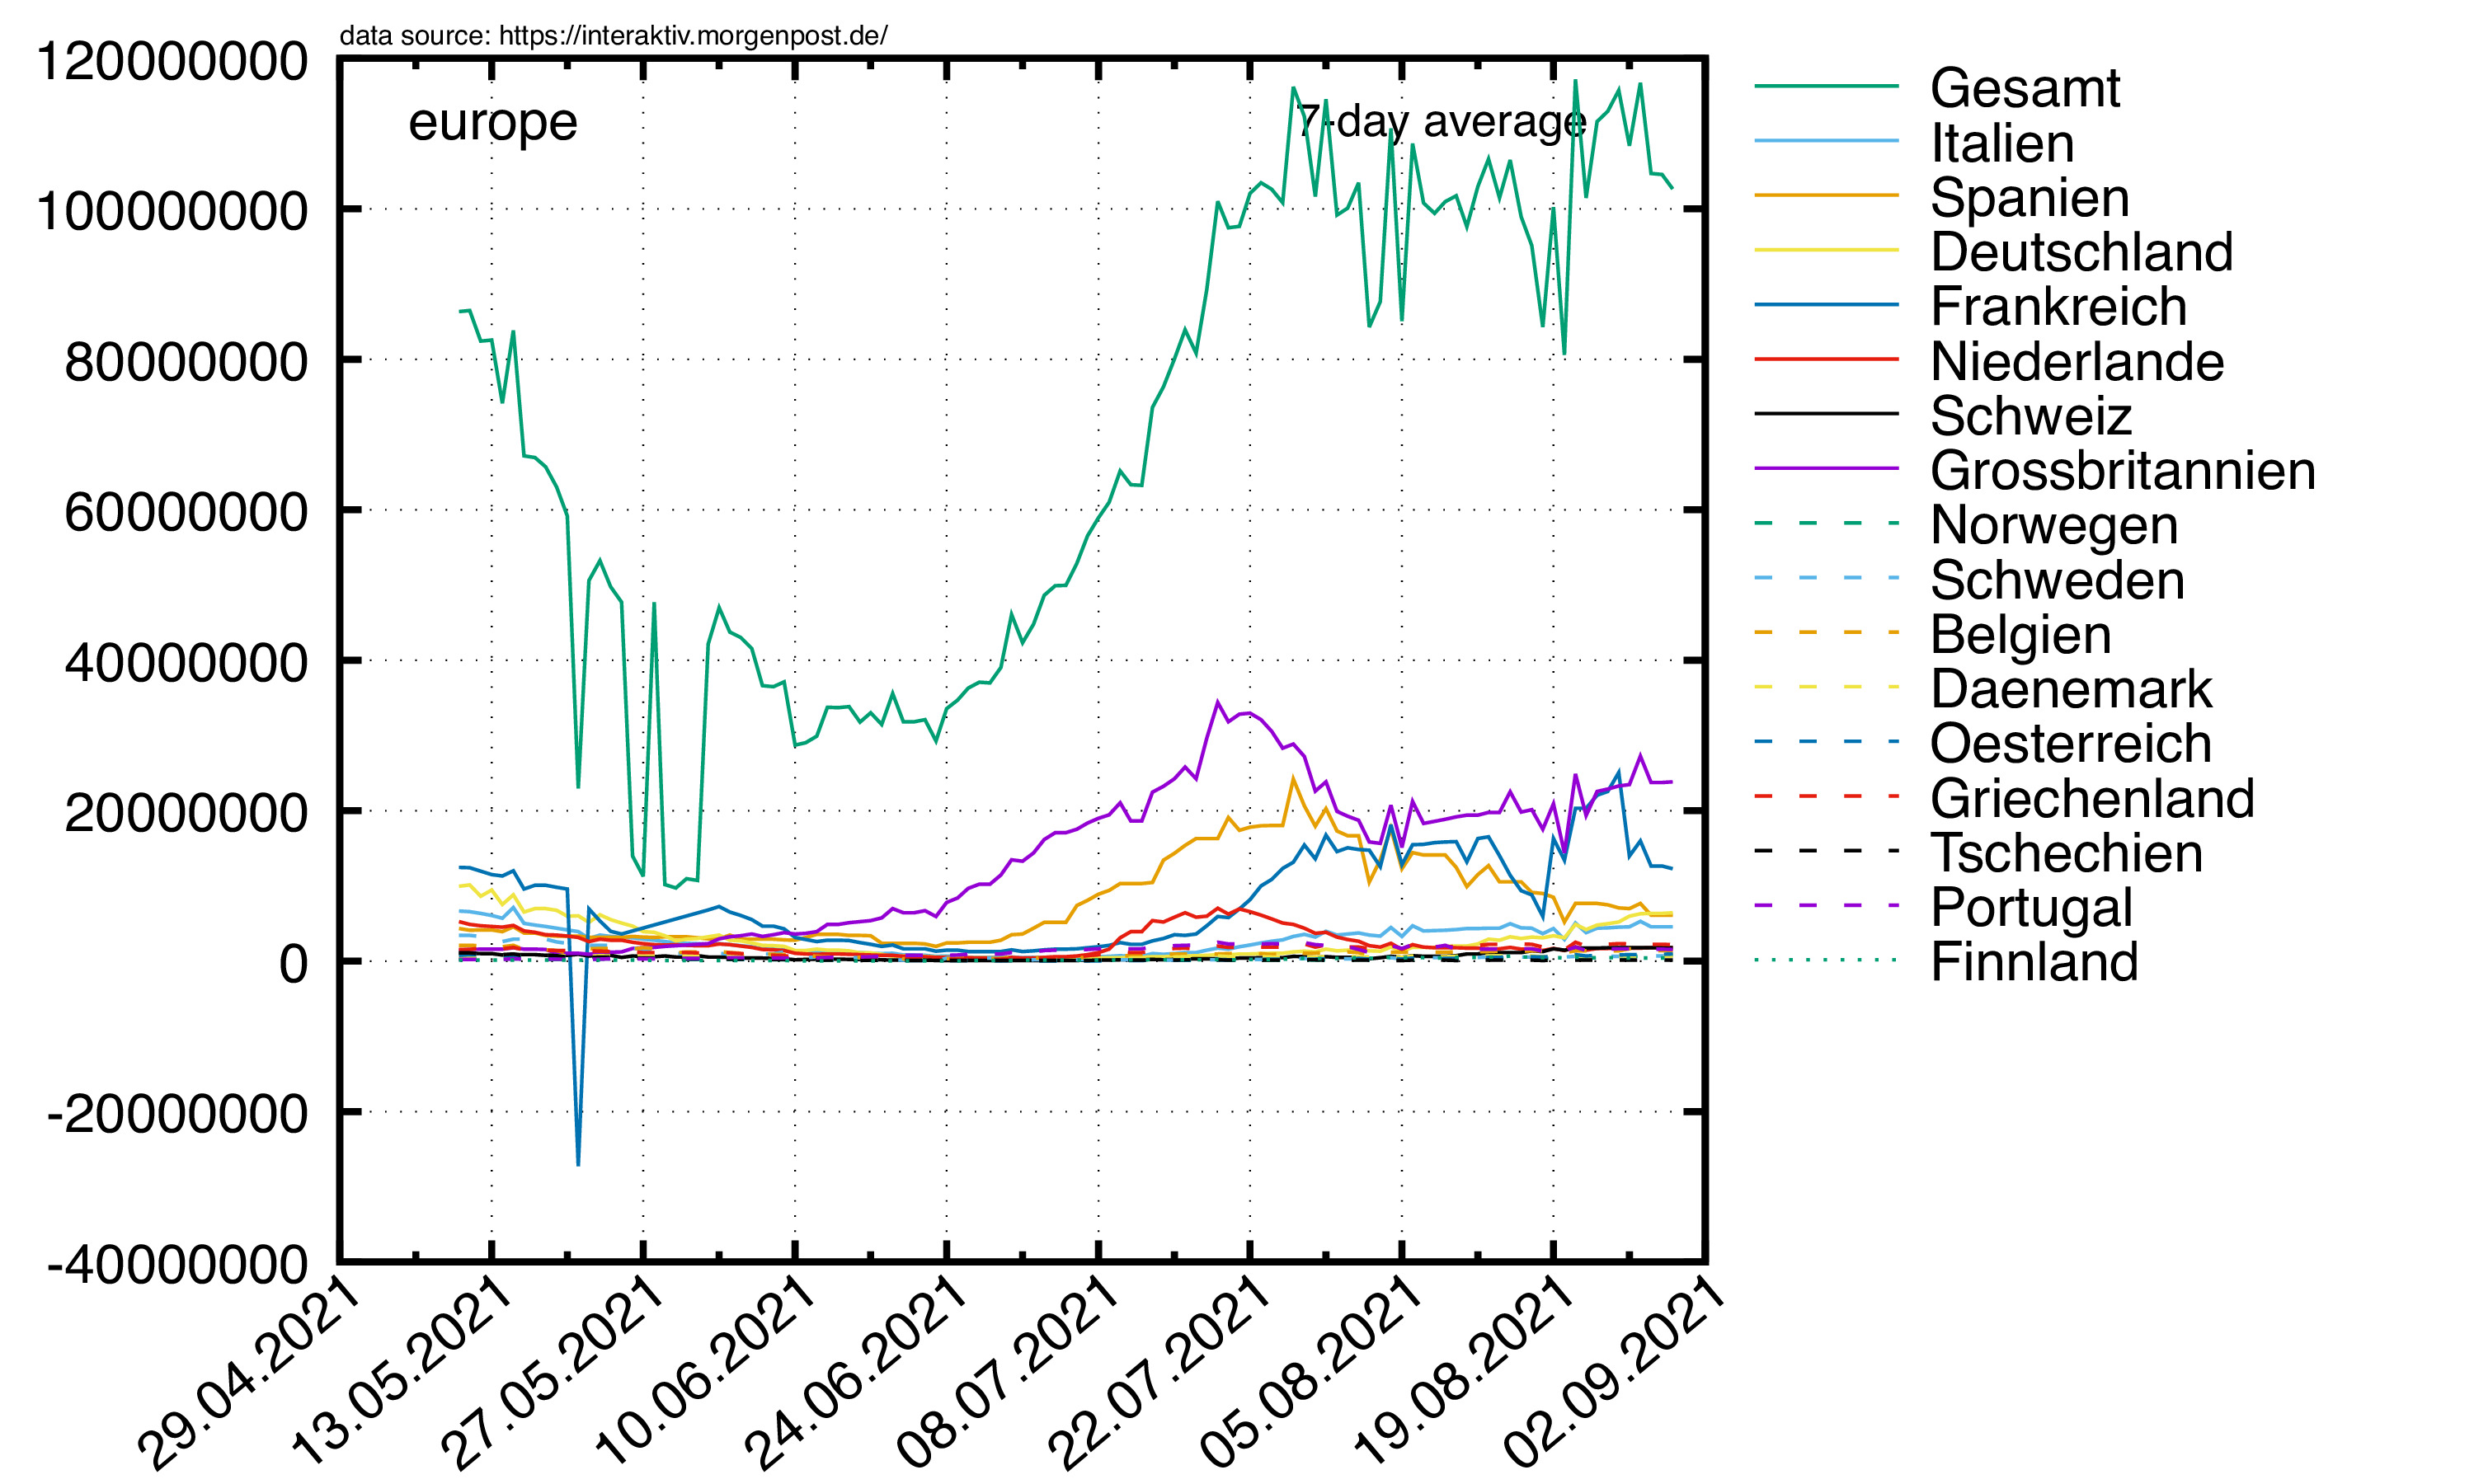 data source: https://interaktiv.morgenpost.de/
europe
7-day average
120000000
100000000
80000000
60000000
40000000
20000000
0
-20000000
-40000000
29.04.2021
13.05.2021
27.05.2021
10.06.2021
24.06.2021
08.07.2021
22.07.2021
05.08.2021
19.08.2021
02.09.2021
Gesamt
Italien
Spanien
Deutschland
Frankreich
Niederlande
Schweiz
Grossbritannien
Norwegen
Schweden
Belgien
Daenemark
Oesterreich
Griechenland
Tschechien
Portugal
Finnland